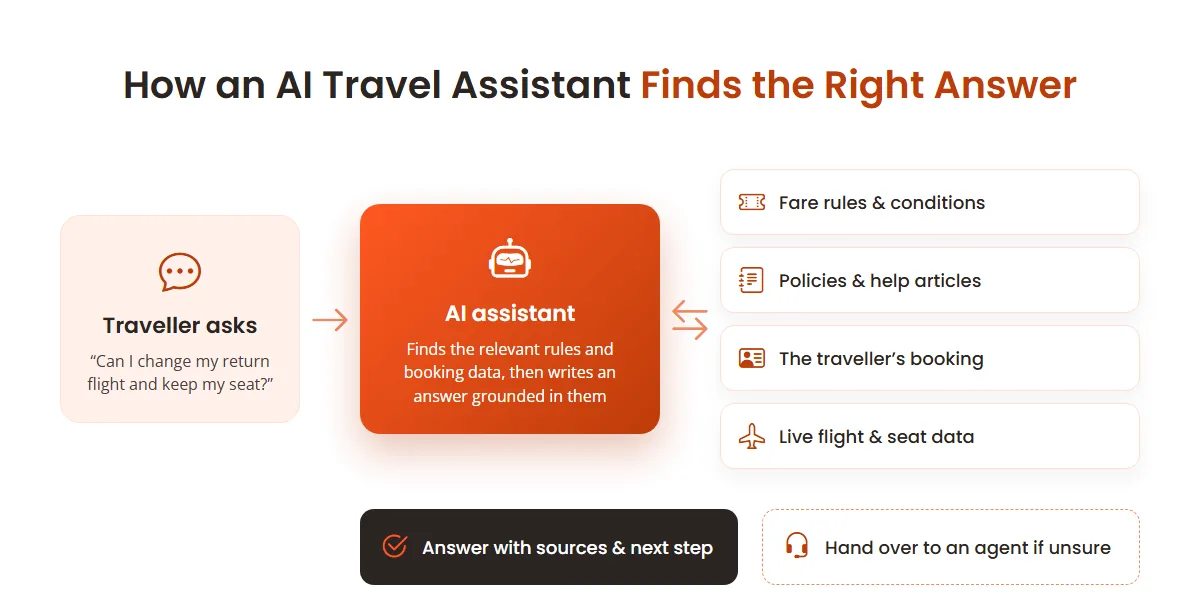 How an AI Travel Assistant Finds the Right Answer
Traveller asks
“Can I change my return
flight and keep my seat?”
AI assistant
Finds the relevant rules and
booking data, then writes an
answer grounded in them
Fare rules & conditions
Policies & help articles
The traveller’s booking
Live flight & seat data
Answer with sources & next step
Hand over to an agent if unsure